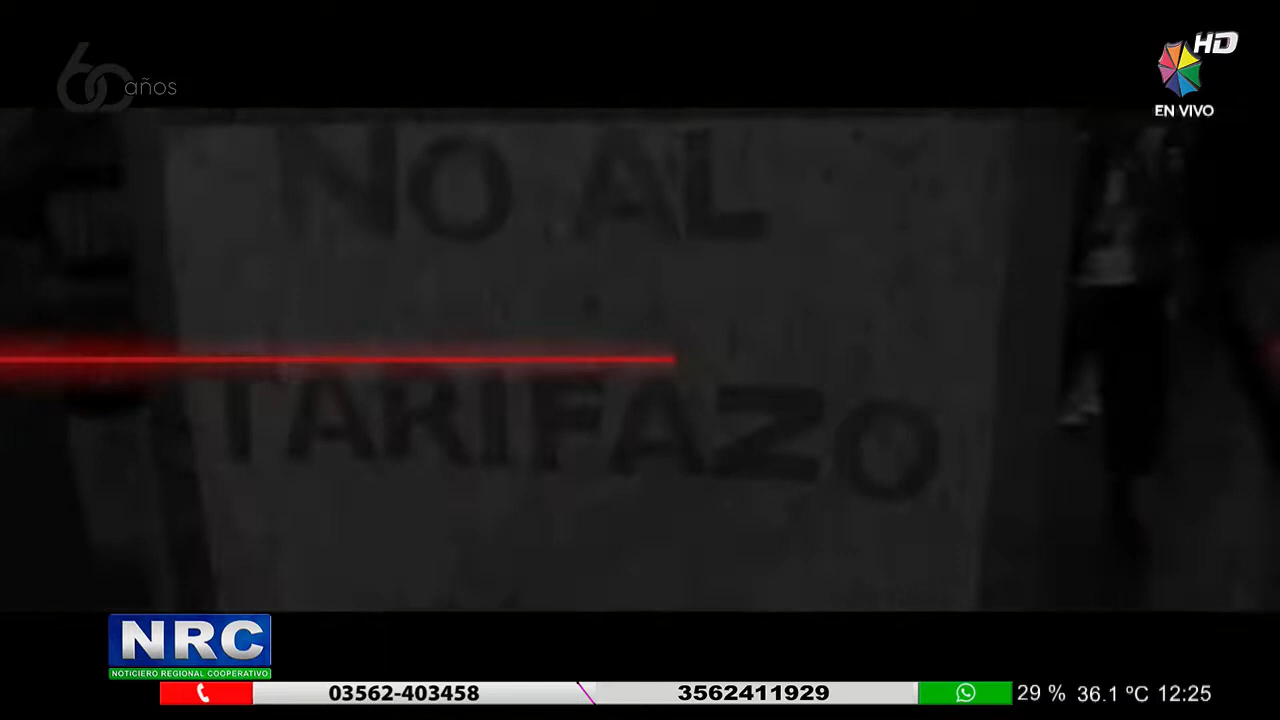 60 años
HD
EN VIVO
NO AL
TARIFAZO
NRC
NOTICIERO REGIONAL COOPERATIVO
03562-403458
3562411929
29 % 36.1 ºC 12:25